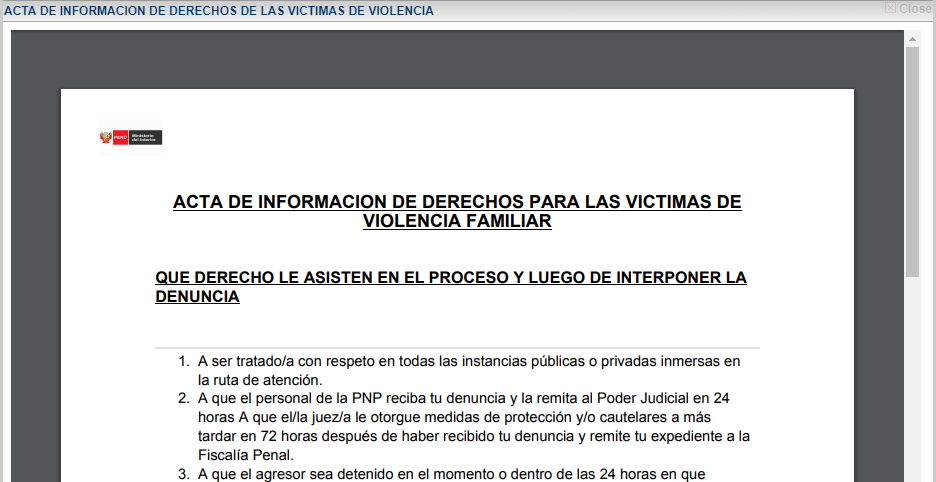 ACTA DE INFORMACION DE DERECHOS DE LAS VICTIMAS DE VIOLENCIA
Close
PERÚ Ministerio
del Interior
ACTA DE INFORMACION DE DERECHOS PARA LAS VICTIMAS DE
VIOLENCIA FAMILIAR
QUE DERECHO LE ASISTEN EN EL PROCESO Y LUEGO DE INTERPONER LA
DENUNCIA
1. A ser tratado/a con respeto en todas las instancias públicas o privadas inmersas en
la ruta de atención.
2. A que el personal de la PNP reciba tu denuncia y la remita al Poder Judicial en 24
horas A que el/la juez/a le otorgue medidas de protección y/o cautelares a más
tardar en 72 horas después de haber recibido tu denuncia y remite tu expediente a la
Fiscalía Penal.
3. A que el agresor sea detenido en el momento o dentro de las 24 horas en que